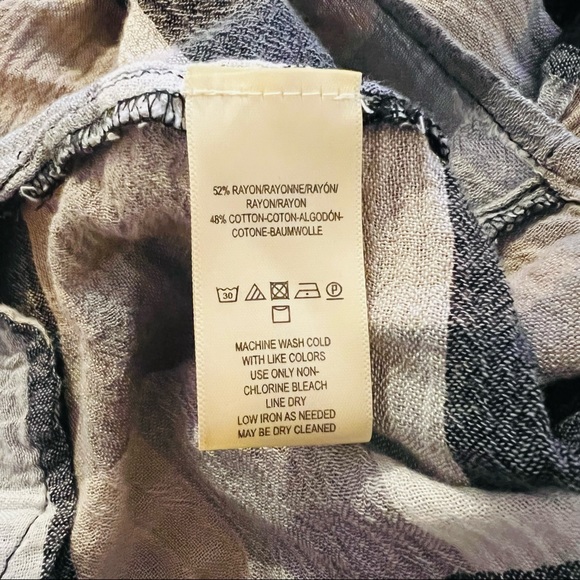 52% RAYON/RAYONNE/RAYÓN/
RAYON/RAYON
48% COTTON-COTON-ALGODÓN-
COTONE-BAUMWOLLE
30 P
MACHINE WASH COLD
WITH LIKE COLORS
USE ONLY NON-
CHLORINE BLEACH
LINE DRY
LOW IRON AS NEEDED
MAY BE DRY CLEANED